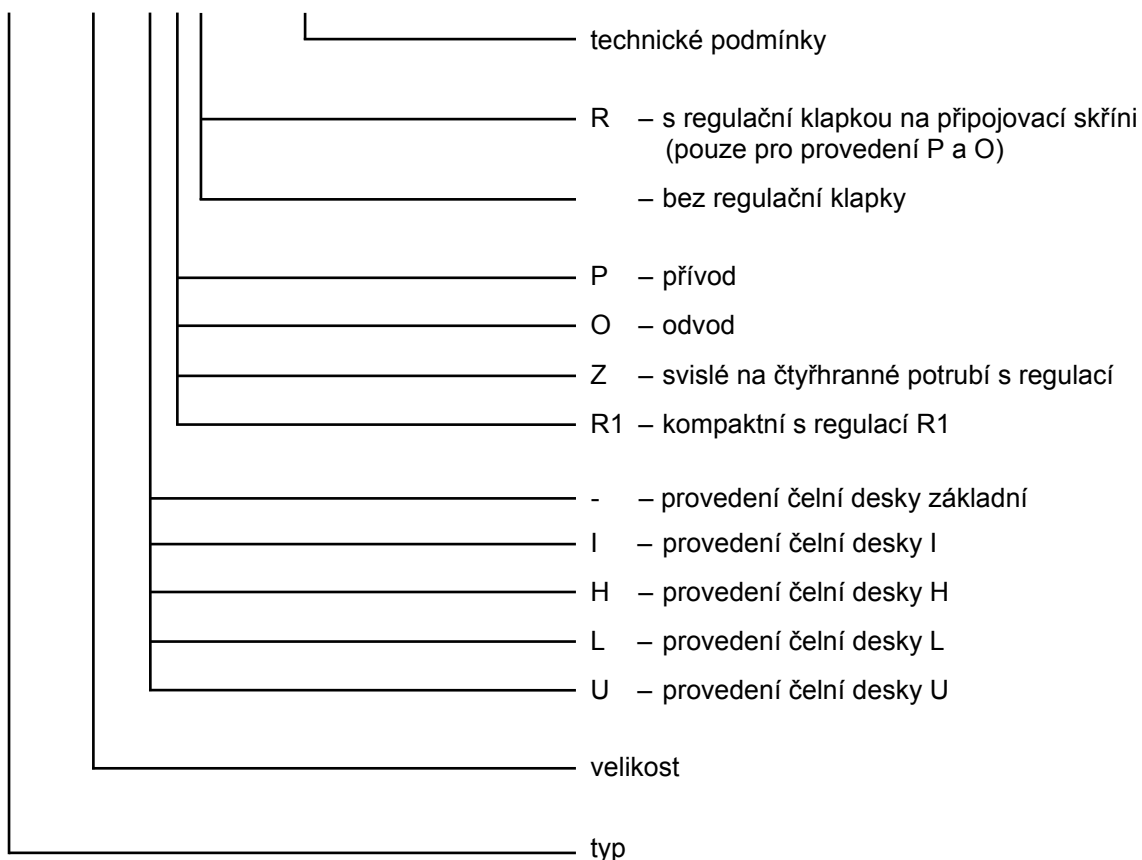 technické podmínky
R – s regulační klapkou na připojovací skříni
(pouze pro provedení P a O)
– bez regulační klapky
P – přívod
O – odvod
Z – svislé na čtyřhranné potrubí s regulací
R1 – kompaktní s regulací R1
- – provedení čelní desky základní
I – provedení čelní desky I
H – provedení čelní desky H
L – provedení čelní desky L
U – provedení čelní desky U
velikost
typ